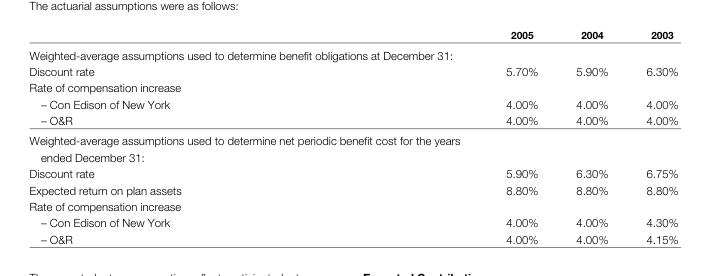 The actuarial assumptions were as follows:
2005 2004 2003
Weighted-average assumptions used to determine benefit obligations at December 31:
Discount rate 5.70% 5.90% 6.30%
Rate of compensation increase
– Con Edison of New York 4.00% 4.00% 4.00%
– O&R 4.00% 4.00% 4.00%
Weighted-average assumptions used to determine net periodic benefit cost for the years
ended December 31:
Discount rate 5.90% 6.30% 6.75%
Expected return on plan assets 8.80% 8.80% 8.80%
Rate of compensation increase
– Con Edison of New York 4.00% 4.00% 4.30%
– O&R 4.00% 4.00% 4.15%